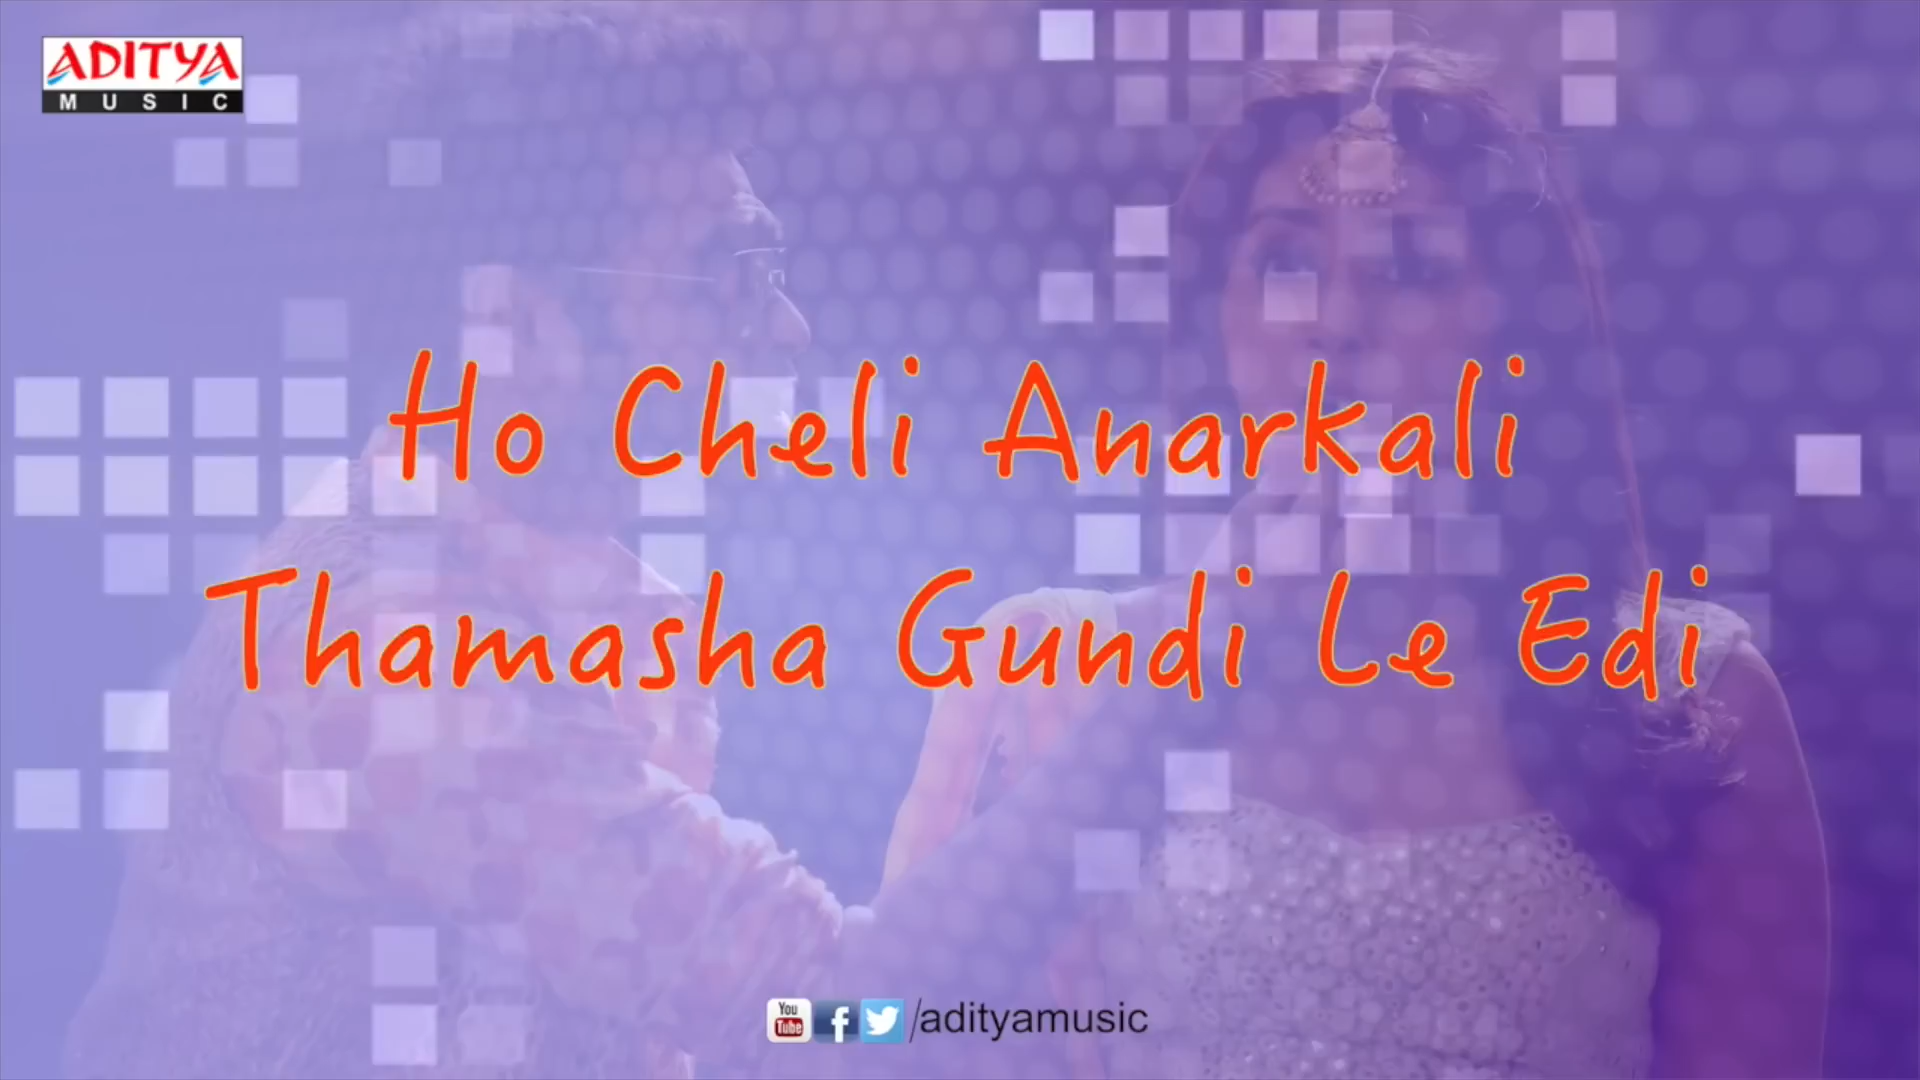 ADITYA
MUSIC
Ho Cheli Anarkali
Thamasha Gundi Le Edi
You
Tube f /adityamusic